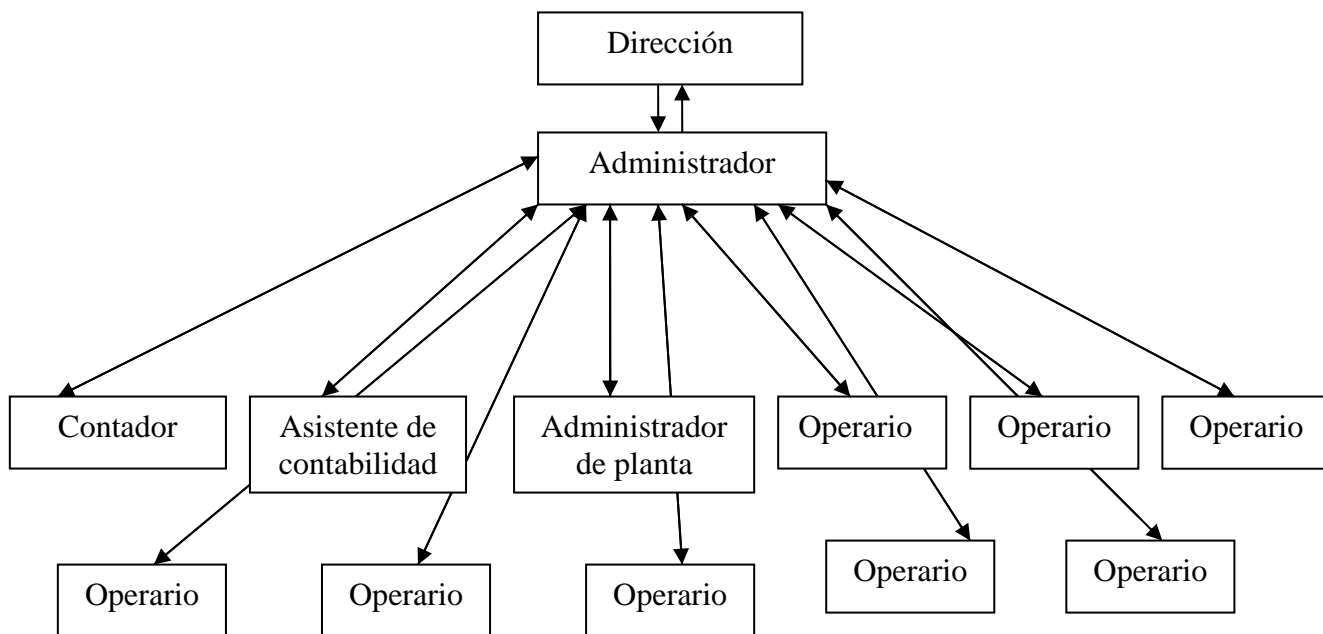 Dirección
Administrador
Contador
Asistente de
contabilidad
Administrador
de planta
Operario
Operario
Operario
Operario
Operario
Operario
Operario
Operario